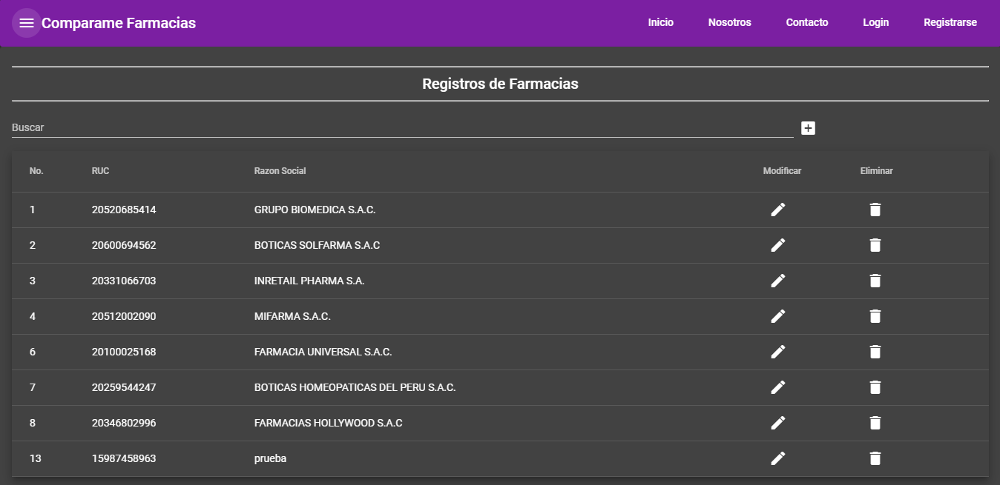 Comparame Farmacias Inicio Nosotros Contacto Login Registrarse
Registros de Farmacias
Buscar
No. RUC Razon Social Modificar Eliminar
1 20520685414 GRUPO BIOMEDICA S.A.C.
2 20600694562 BOTICAS SOLFARMA S.A.C
3 20331066703 INRETAIL PHARMA S.A.
4 20512002090 MIFARMA S.A.C.
6 20100025168 FARMACIA UNIVERSAL S.A.C.
7 20259544247 BOTICAS HOMEOPATICAS DEL PERU S.A.C.
8 20346802996 FARMACIAS HOLLYWOOD S.A.C
13 15987458963 prueba